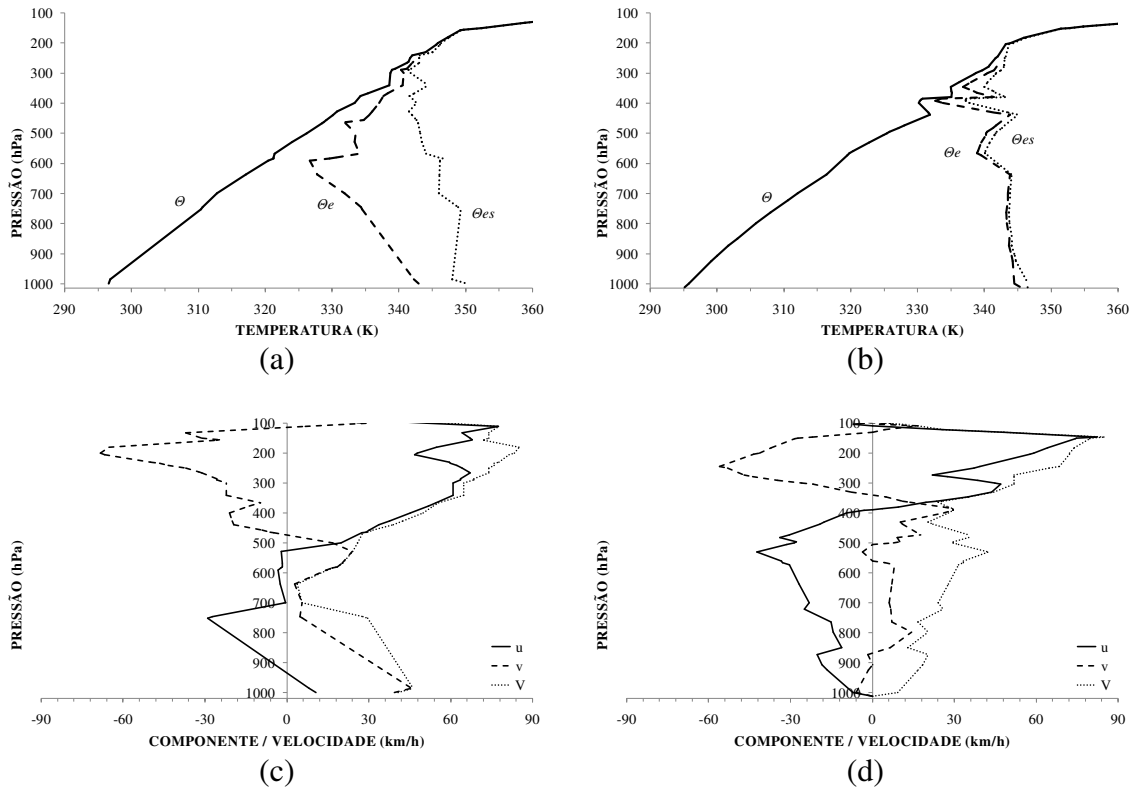 100
200
300
400
500
600
700
800
900
1000
PRESSÃO (hPa)
Θ
Θe
Θes
290 300 310 320 330 340 350 360
TEMPERATURA (K)
(a)
100
200
300
400
500
600
700
800
900
1000
PRESSÃO (hPa)
Θ
Θe
Θes
290 300 310 320 330 340 350 360
TEMPERATURA (K)
(b)
100
200
300
400
500
600
700
800
900
1000
PRESSÃO (hPa)
u
v
V
-90 -60 -30 0 30 60 90
COMPONENTE / VELOCIDADE (km/h)
(c)
100
200
300
400
500
600
700
800
900
1000
PRESSÃO (hPa)
u
v
V
-90 -60 -30 0 30 60 90
COMPONENTE / VELOCIDADE (km/h)
(d)